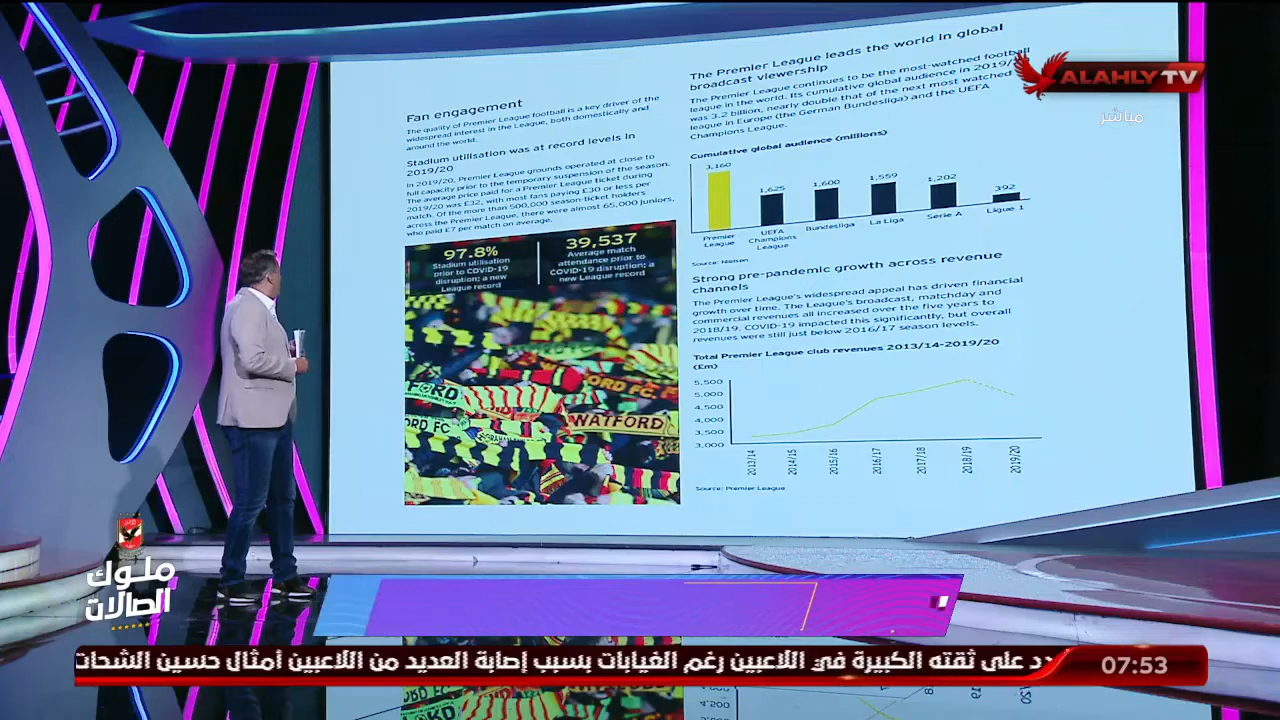 Fan engagement
The quality of Premier League football is a key driver of the
widespread interest in the League, both domestically and
around the world.
Stadium utilisation was at record levels in
2019/20
In 2019/20, Premier League grounds operated at close to
full capacity prior to the temporary suspension of the season.
The average price paid for a Premier League ticket during
2019/20 was £32, with most fans paying £30 or less per
match. Of the more than 500,000 season-ticket holders
across the Premier League, there were almost 65,000 juniors,
who paid £7 per match on average.
97.8%
Stadium utilisation
prior to COVID-19
disruption; a new
League record
39,537
Average match
attendance prior to
COVID-19 disruption; a
new League record
FORD
ORD FC
WATFORD
ORD FC
The Premier League leads the world in global
broadcast viewership
The Premier League continues to be the most-watched football
league in the world. Its cumulative global audience in 2019/
was 3.2 billion, nearly double that of the next most watched
league in Europe (the German Bundesliga) and the UEFA
Champions League.
Cumulative global audience (millions)
3,160
1,625
1,600
1,559
1,202
392
Premier
League
UEFA
Champions
League
Bundesliga
La Liga
Serie A
Ligue 1
Source: Nielsen
Strong pre-pandemic growth across revenue
channels
The Premier League's widespread appeal has driven financial
growth over time. The League's broadcast, matchday and
commercial revenues all increased over the five years to
2018/19. COVID-19 impacted this significantly, but overall
revenues were still just below 2016/17 season levels.
Total Premier League club revenues 2013/14-2019/20
(£m)
5,500
5,000
4,500
4,000
3,500
3,000
2013/14
2014/15
2015/16
2016/17
2017/18
2018/19
2019/20
Source: Premier League
ALAHLY TV
مباشر
ملوك
الصالات
د على ثقته الكبيرة في اللاعبين رغم الغيابات بسبب إصابة العديد من اللاعبين أمثال حسين الشحات
07:53